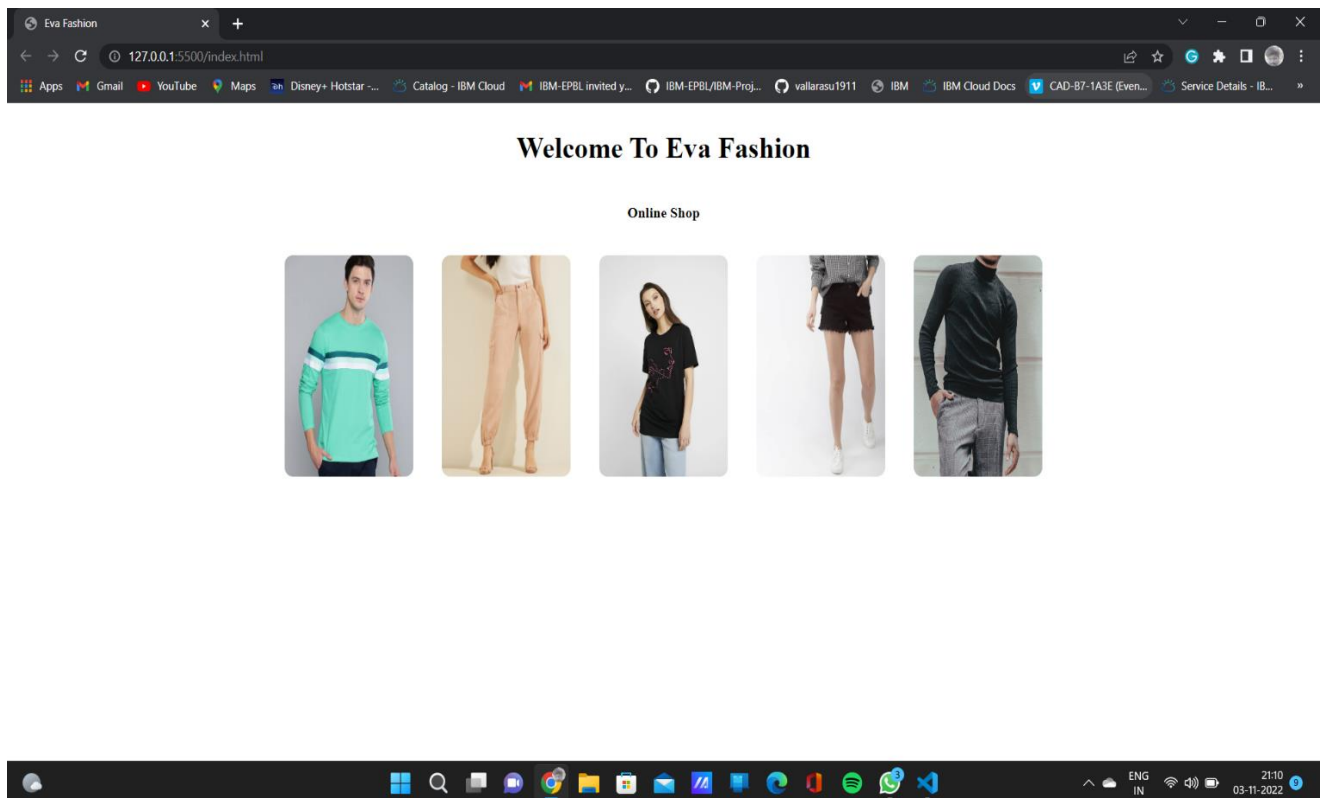 Eva Fashion
127.0.0.1:5500/index.html
Apps Gmail YouTube Maps Disney+ Hotstar -... Catalog - IBM Cloud IBM-EPBL invited y... IBM-EPBL/IBM-Proj... vallarasu1911 IBM IBM Cloud Docs CAD-B7-1A3E (Even... Service Details - IB... »
Welcome To Eva Fashion
Online Shop
3
ENG
IN
21:10
03-11-2022
9